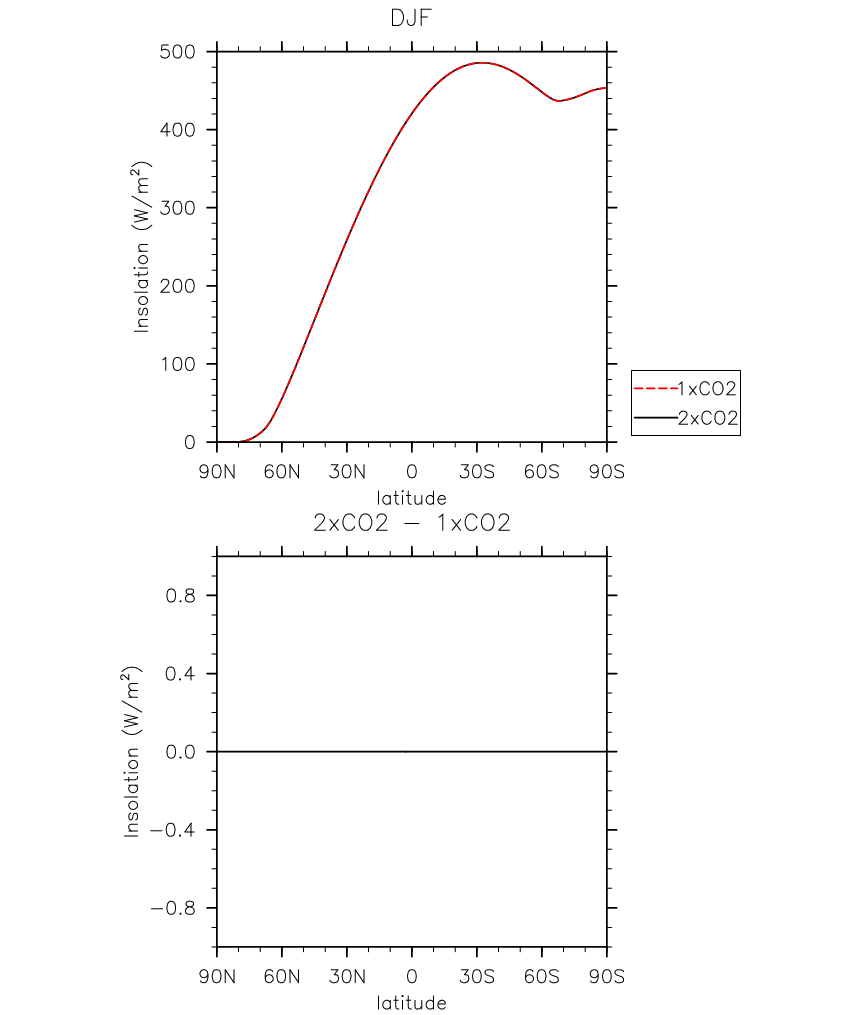 DJF
500
400
300
200
100
0
Insolation (W/m²)
90N 60N 30N 0 30S 60S 90S
latitude
1xCO2
2xCO2
2xCO2 − 1xCO2
0.8
0.4
0.0
−0.4
−0.8
Insolation (W/m²)
90N 60N 30N 0 30S 60S 90S
latitude